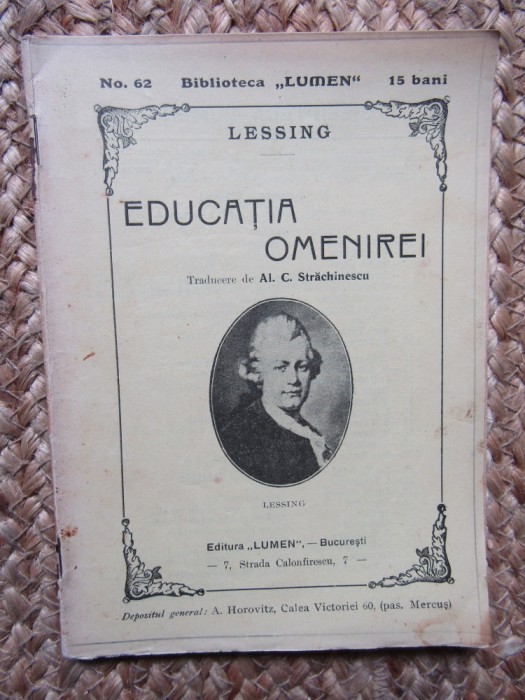 No. 62 Biblioteca „LUMEN“ 15 bani
LESSING
EDUCAȚIA
OMENIREI
Traducere de Al. C. Străchinescu
LESSING
Editura „LUMEN”, — București
— 7, Strada Calonfirescu, 7 —
Depozitul general: A. Horovitz, Calea Victoriei 60, (pas. Mercuș)